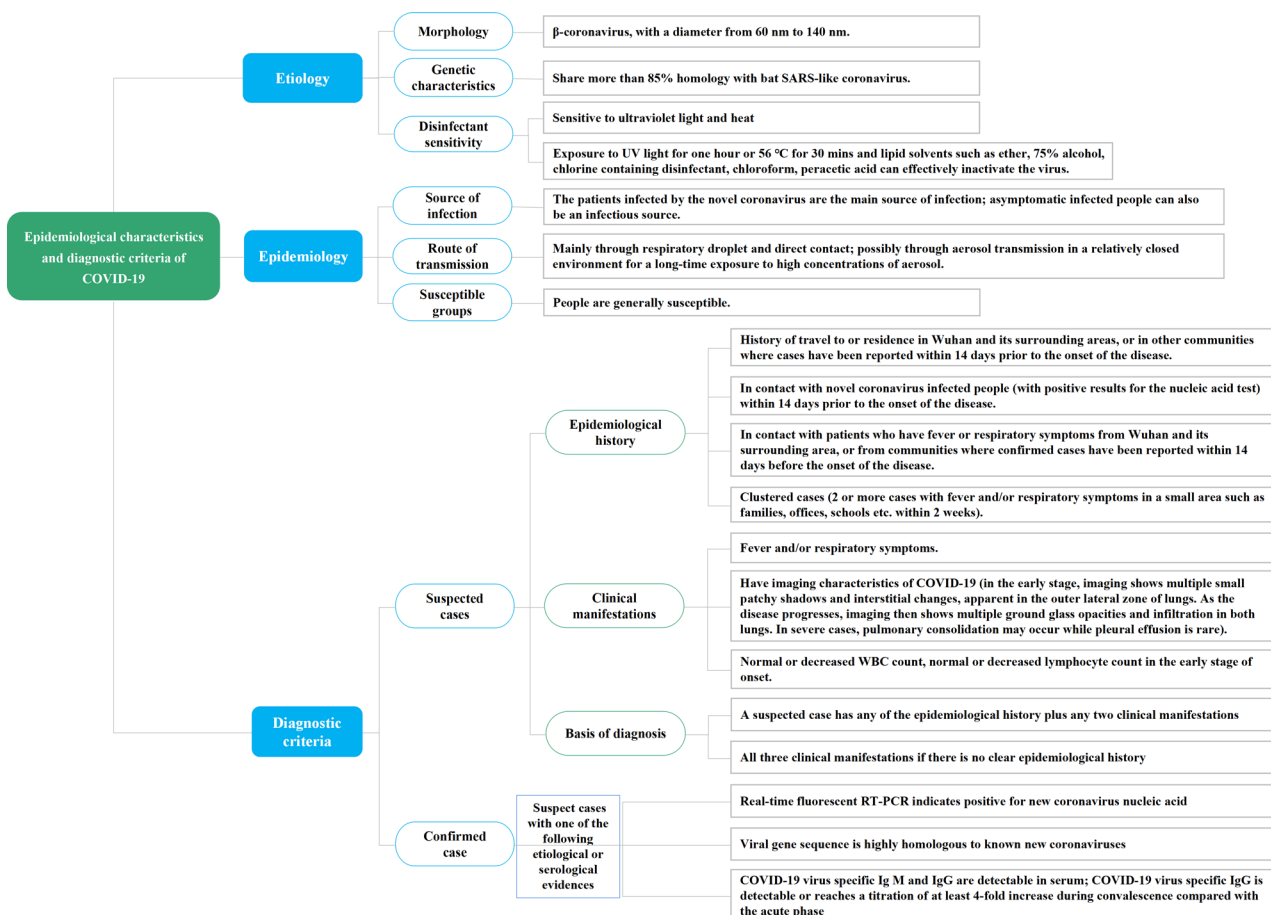 Epidemiological characteristics
and diagnostic criteria of
COVID-19
Etiology
Morphology
β-coronavirus, with a diameter from 60 nm to 140 nm.
Genetic
characteristics
Share more than 85% homology with bat SARS-like coronavirus.
Disinfectant
sensitivity
Sensitive to ultraviolet light and heat
Exposure to UV light for one hour or 56 °C for 30 mins and lipid solvents such as ether, 75% alcohol,
chlorine containing disinfectant, chloroform, peracetic acid can effectively inactivate the virus.
Epidemiology
Source of
infection
The patients infected by the novel coronavirus are the main source of infection; asymptomatic infected people can also
be an infectious source.
Route of
transmission
Mainly through respiratory droplet and direct contact; possibly through aerosol transmission in a relatively closed
environment for a long-time exposure to high concentrations of aerosol.
Susceptible
groups
People are generally susceptible.
Diagnostic
criteria
Suspected
cases
Epidemiological
history
History of travel to or residence in Wuhan and its surrounding areas, or in other communities
where cases have been reported within 14 days prior to the onset of the disease.
In contact with novel coronavirus infected people (with positive results for the nucleic acid test)
within 14 days prior to the onset of the disease.
In contact with patients who have fever or respiratory symptoms from Wuhan and its
surrounding area, or from communities where confirmed cases have been reported within 14
days before the onset of the disease.
Clustered cases (2 or more cases with fever and/or respiratory symptoms in a small area such as
families, offices, schools etc. within 2 weeks).
Clinical
manifestations
Fever and/or respiratory symptoms.
Have imaging characteristics of COVID-19 (in the early stage, imaging shows multiple small
patchy shadows and interstitial changes, apparent in the outer lateral zone of lungs. As the
disease progresses, imaging then shows multiple ground glass opacities and infiltration in both
lungs. In severe cases, pulmonary consolidation may occur while pleural effusion is rare).
Normal or decreased WBC count, normal or decreased lymphocyte count in the early stage of
onset.
Basis of diagnosis
A suspected case has any of the epidemiological history plus any two clinical manifestations
All three clinical manifestations if there is no clear epidemiological history
Confirmed
case
Suspect cases
with one of the
following
etiological or
serological
evidences
Real-time fluorescent RT-PCR indicates positive for new coronavirus nucleic acid
Viral gene sequence is highly homologous to known new coronaviruses
COVID-19 virus specific Ig M and IgG are detectable in serum; COVID-19 virus specific IgG is
detectable or reaches a titration of at least 4-fold increase during convalescence compared with
the acute phase